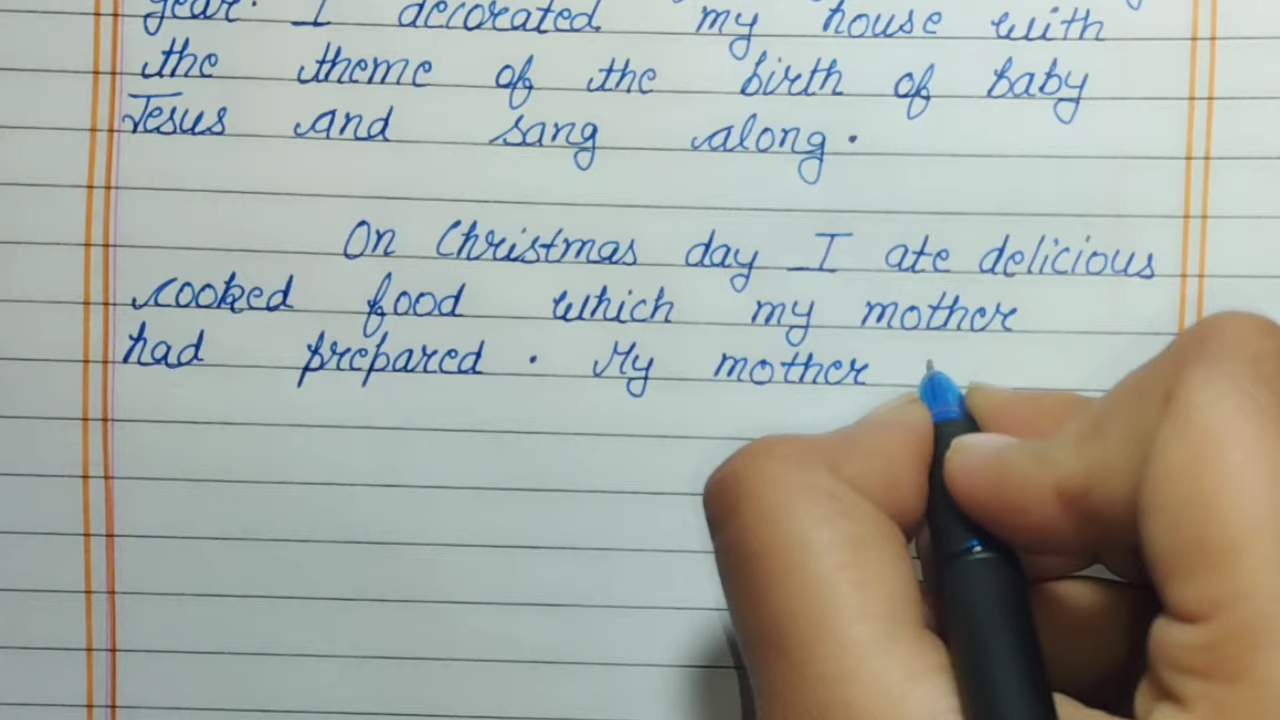 year. I decorated my house with
the theme of the birth of baby
Jesus and sang along.
On Christmas day I ate delicious
cooked food which my mother
had prepared. My mother